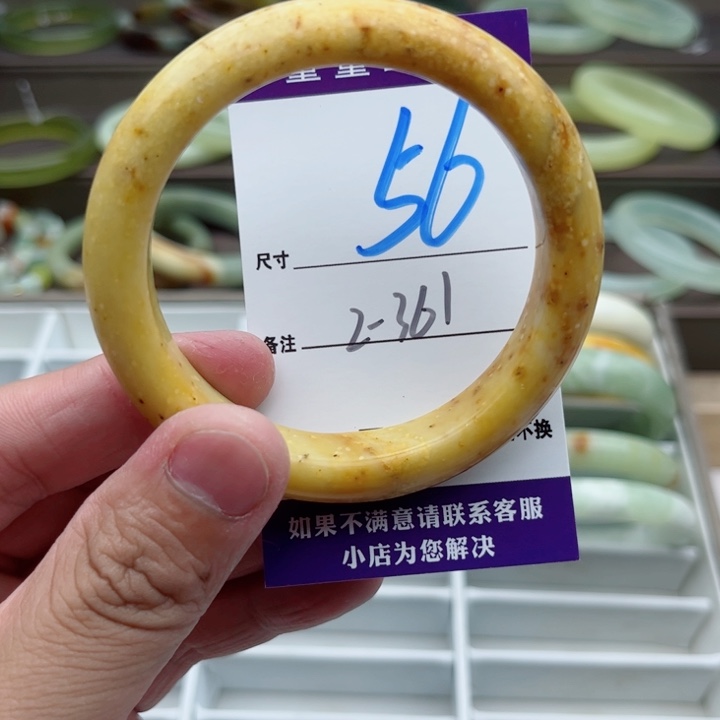 尺寸 56
备注 2-361
不换
如果不满意请联系客服
小店为您解决